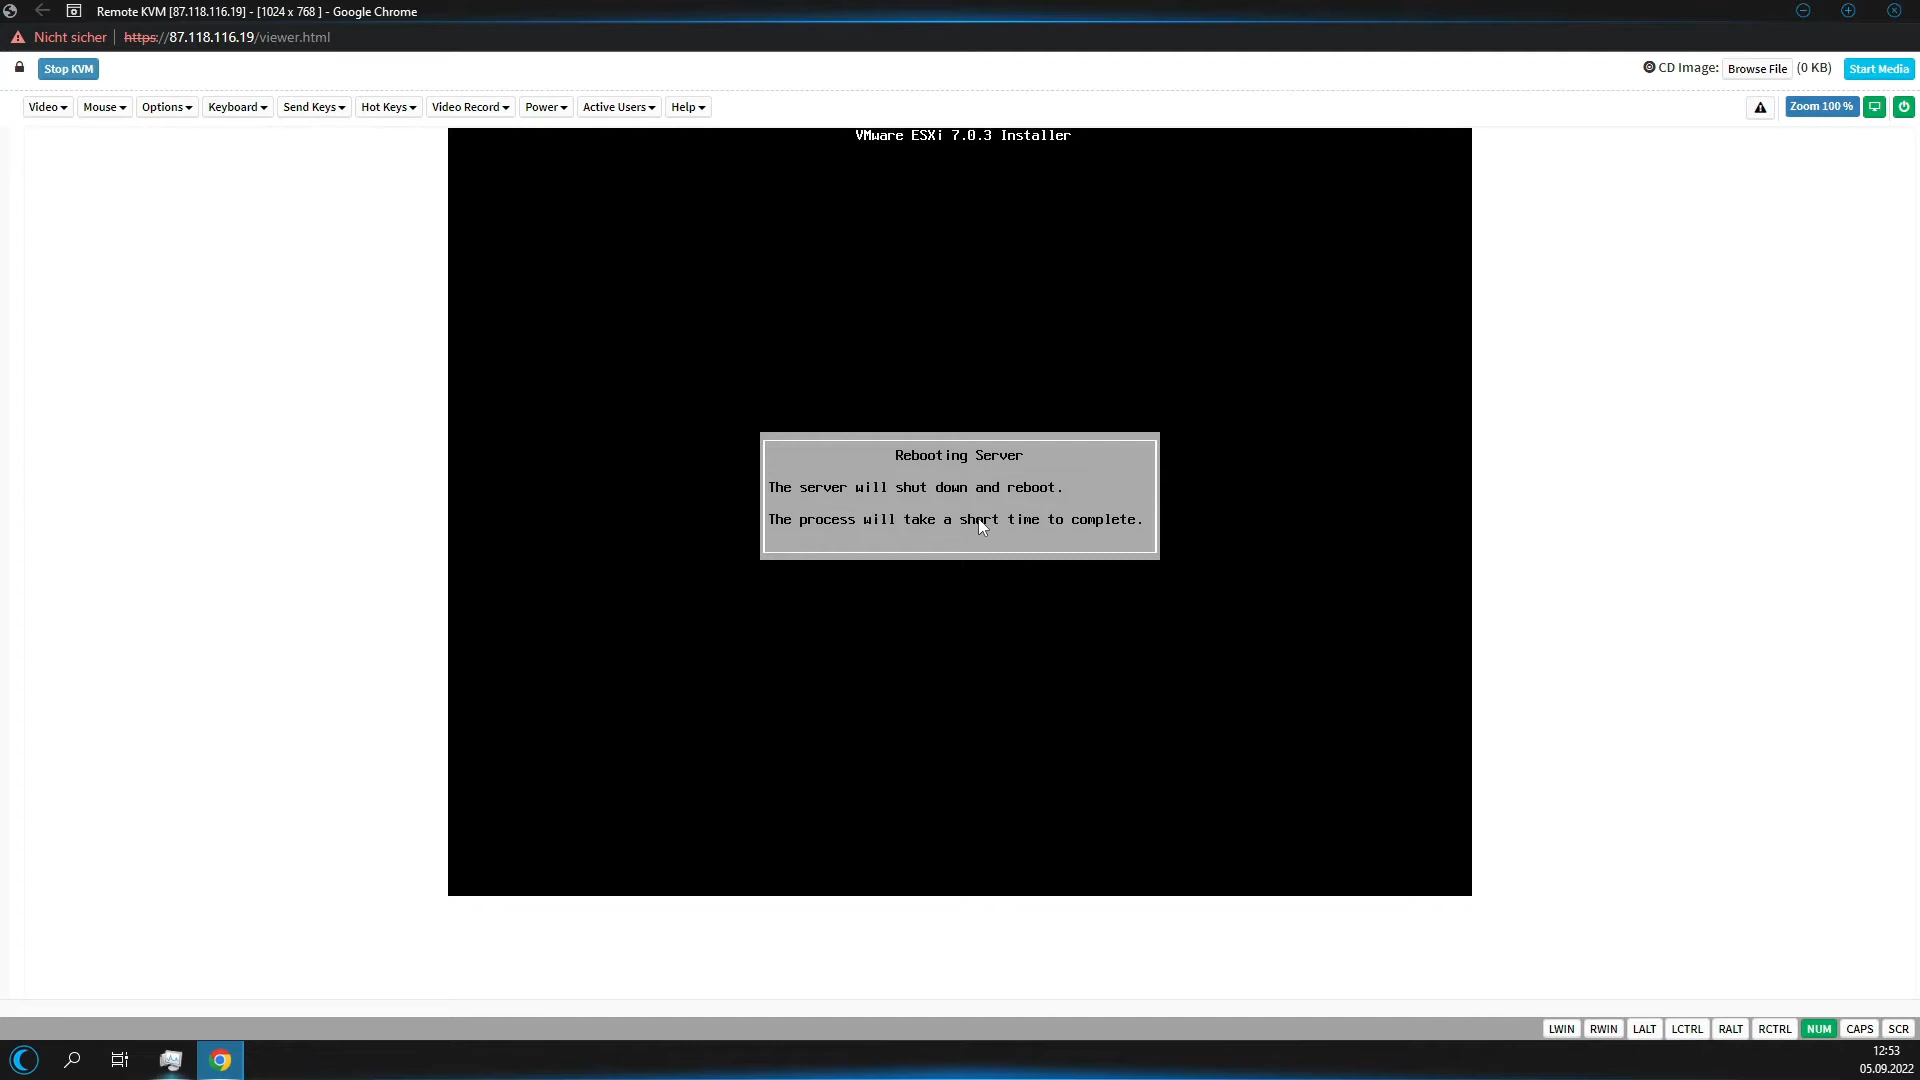 Remote KVM [87.118.116.19] - [1024 x 768 ] - Google Chrome
Nicht sicher https://87.118.116.19/viewer.html
Stop KVM CD Image: Browse File (0 KB) Start Media
Video Mouse Options Keyboard Send Keys Hot Keys Video Record Power Active Users Help Zoom 100 %
VMware ESXi 7.0.3 Installer
Rebooting Server
The server will shut down and reboot.
The process will take a short time to complete.
LWIN RWIN LALT LCTRL RALT RCTRL NUM CAPS SCR
12:53
05.09.2022